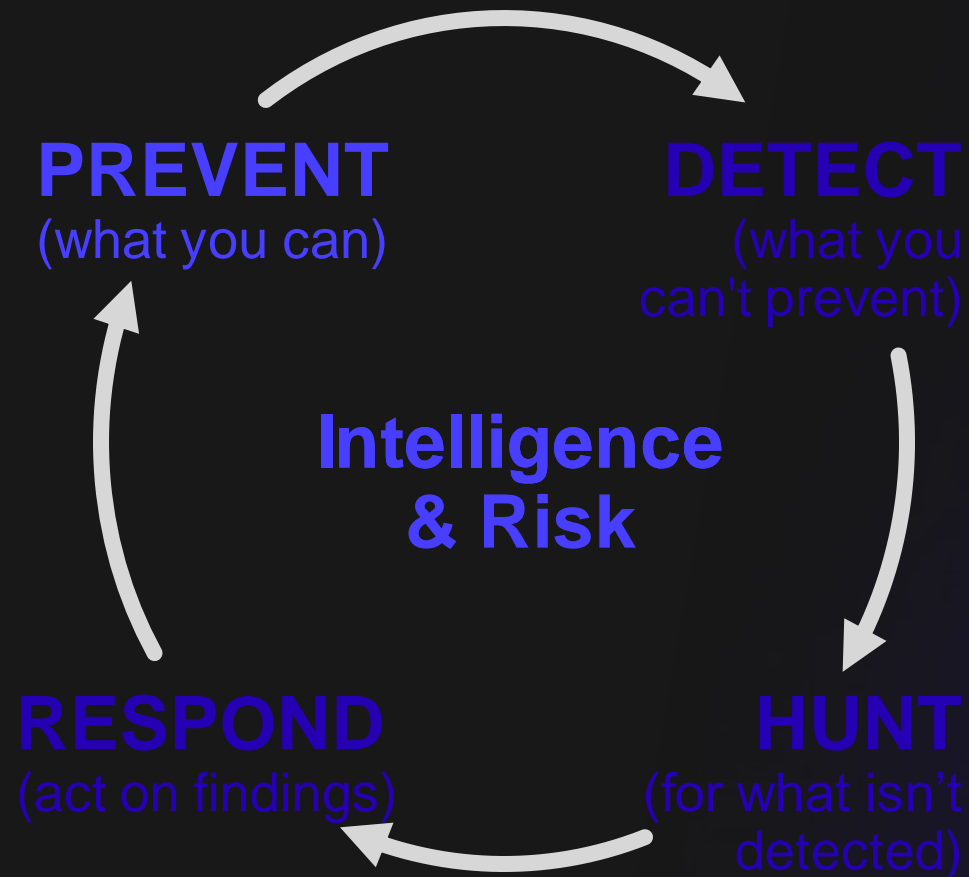 PREVENT
(what you can)
DETECT
(what you
can't prevent)
Intelligence
& Risk
RESPOND
(act on findings)
HUNT
(for what isn’t
detected)